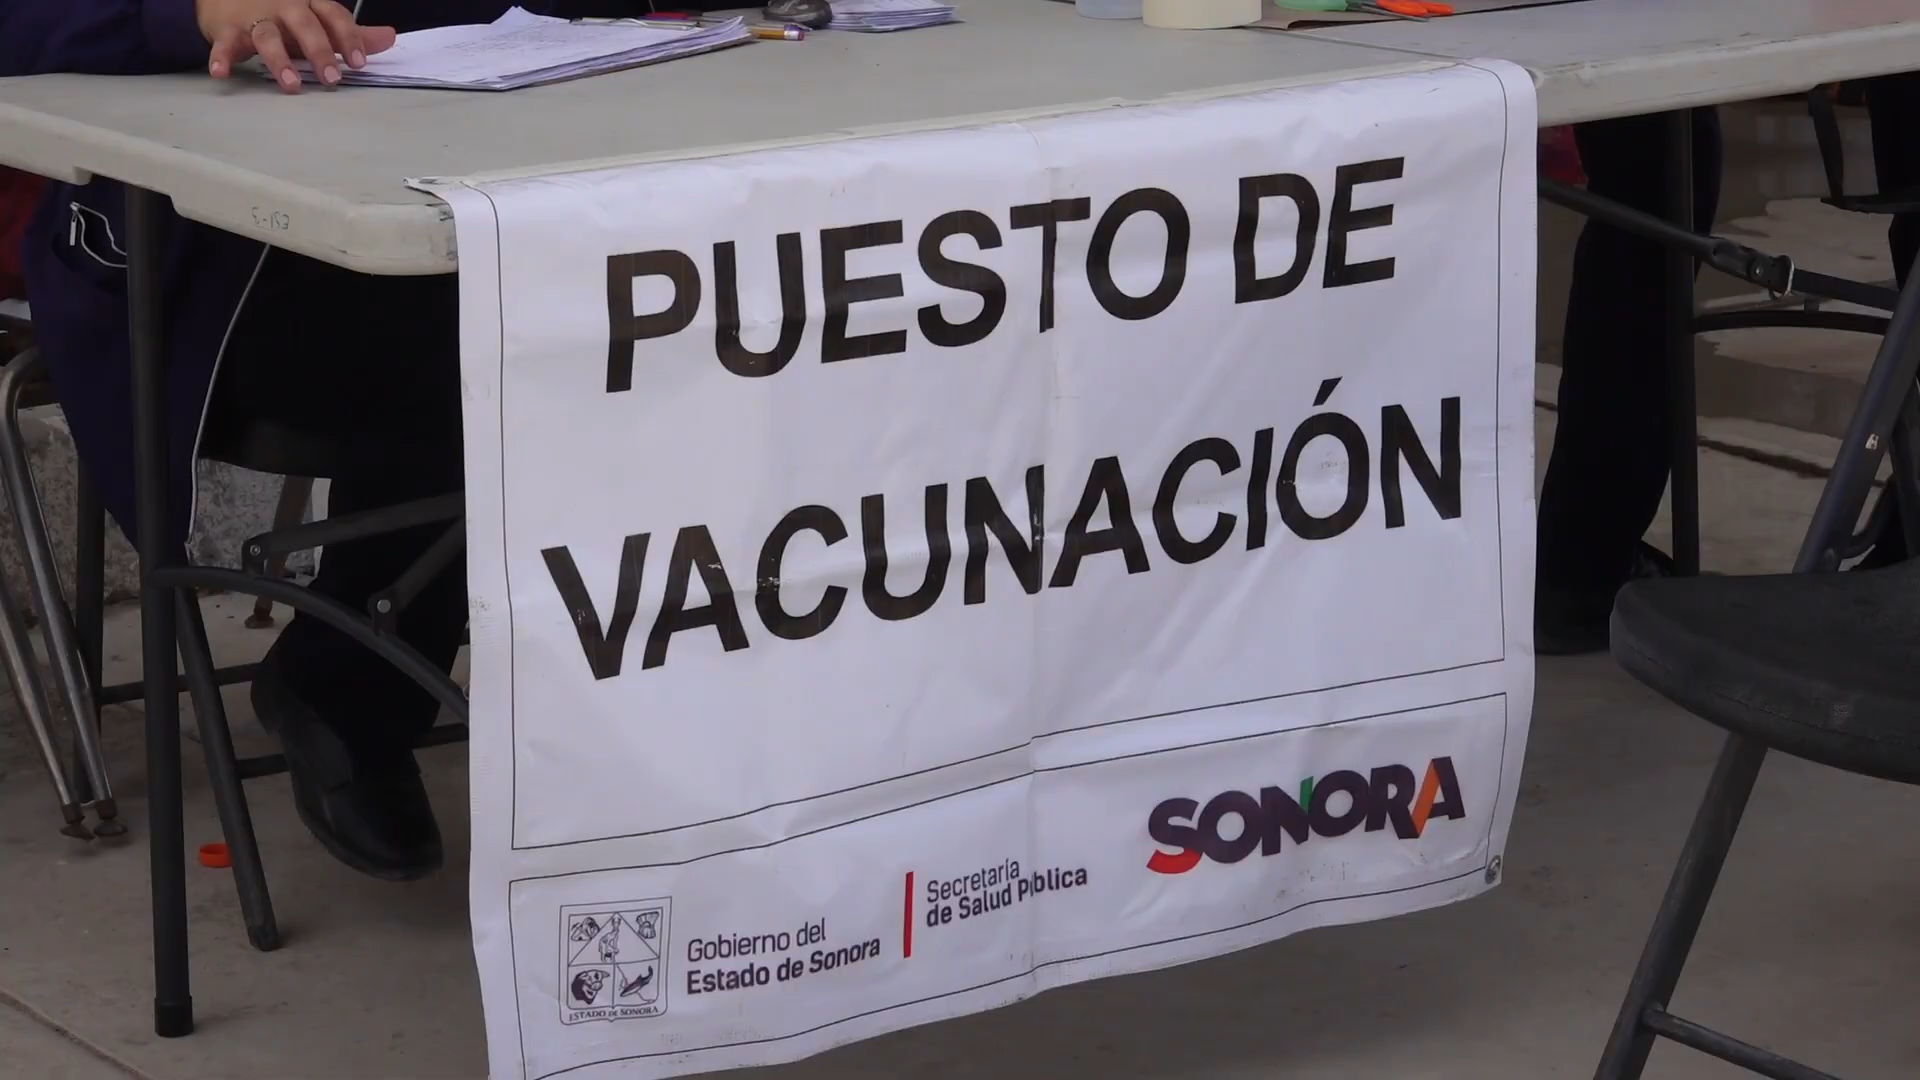 PUESTO DE
VACUNACIÓN
SONORA
Secretaría
de Salud Pública
Gobierno del
Estado de Sonora
ESTADO DE SONORA